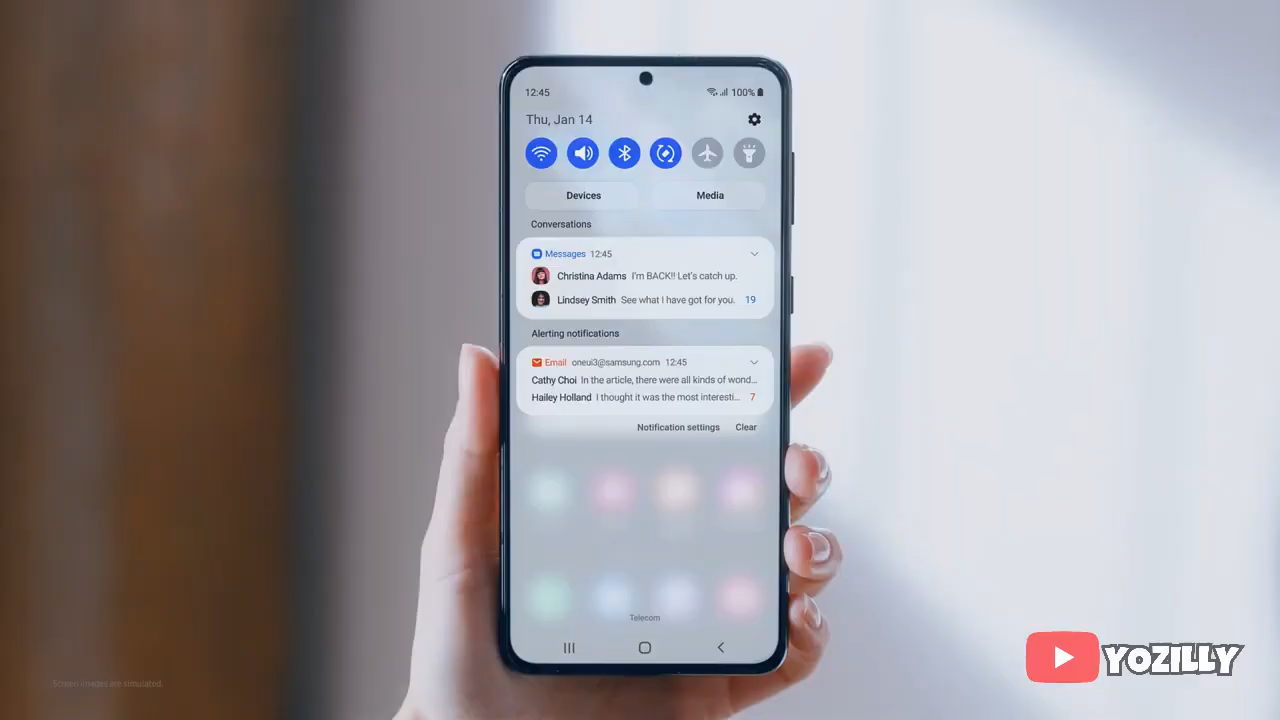 12:45 100%
Thu, Jan 14
Devices Media
Conversations
Messages 12:45
Christina Adams I'm BACK!! Let's catch up.
Lindsey Smith See what I have got for you. 19
Alerting notifications
Email oneui3@samsung.com 12:45
Cathy Choi In the article, there were all kinds of wond...
Hailey Holland I thought it was the most interesti... 7
Notification settings Clear
Telecom
Screen images are simulated.
YOZILLY